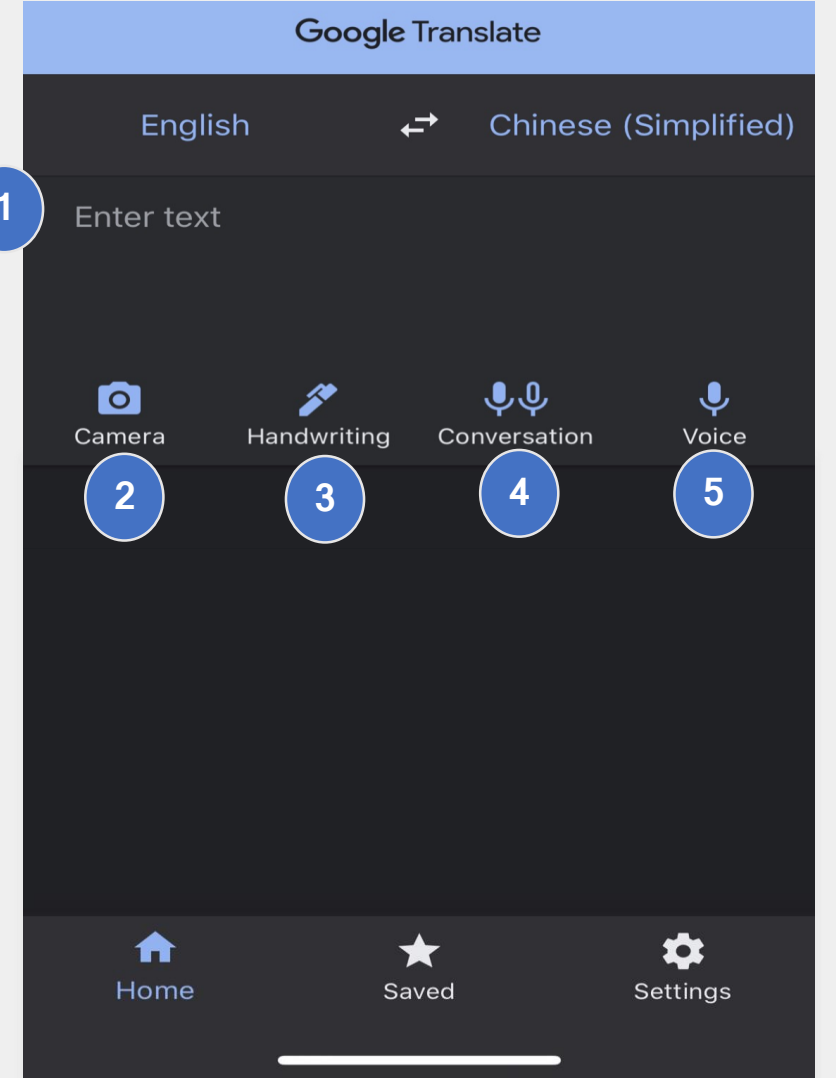 Google Translate
English Chinese (Simplified)
1
Enter text
Camera Handwriting Conversation Voice
2 3 4 5
Home Saved Settings